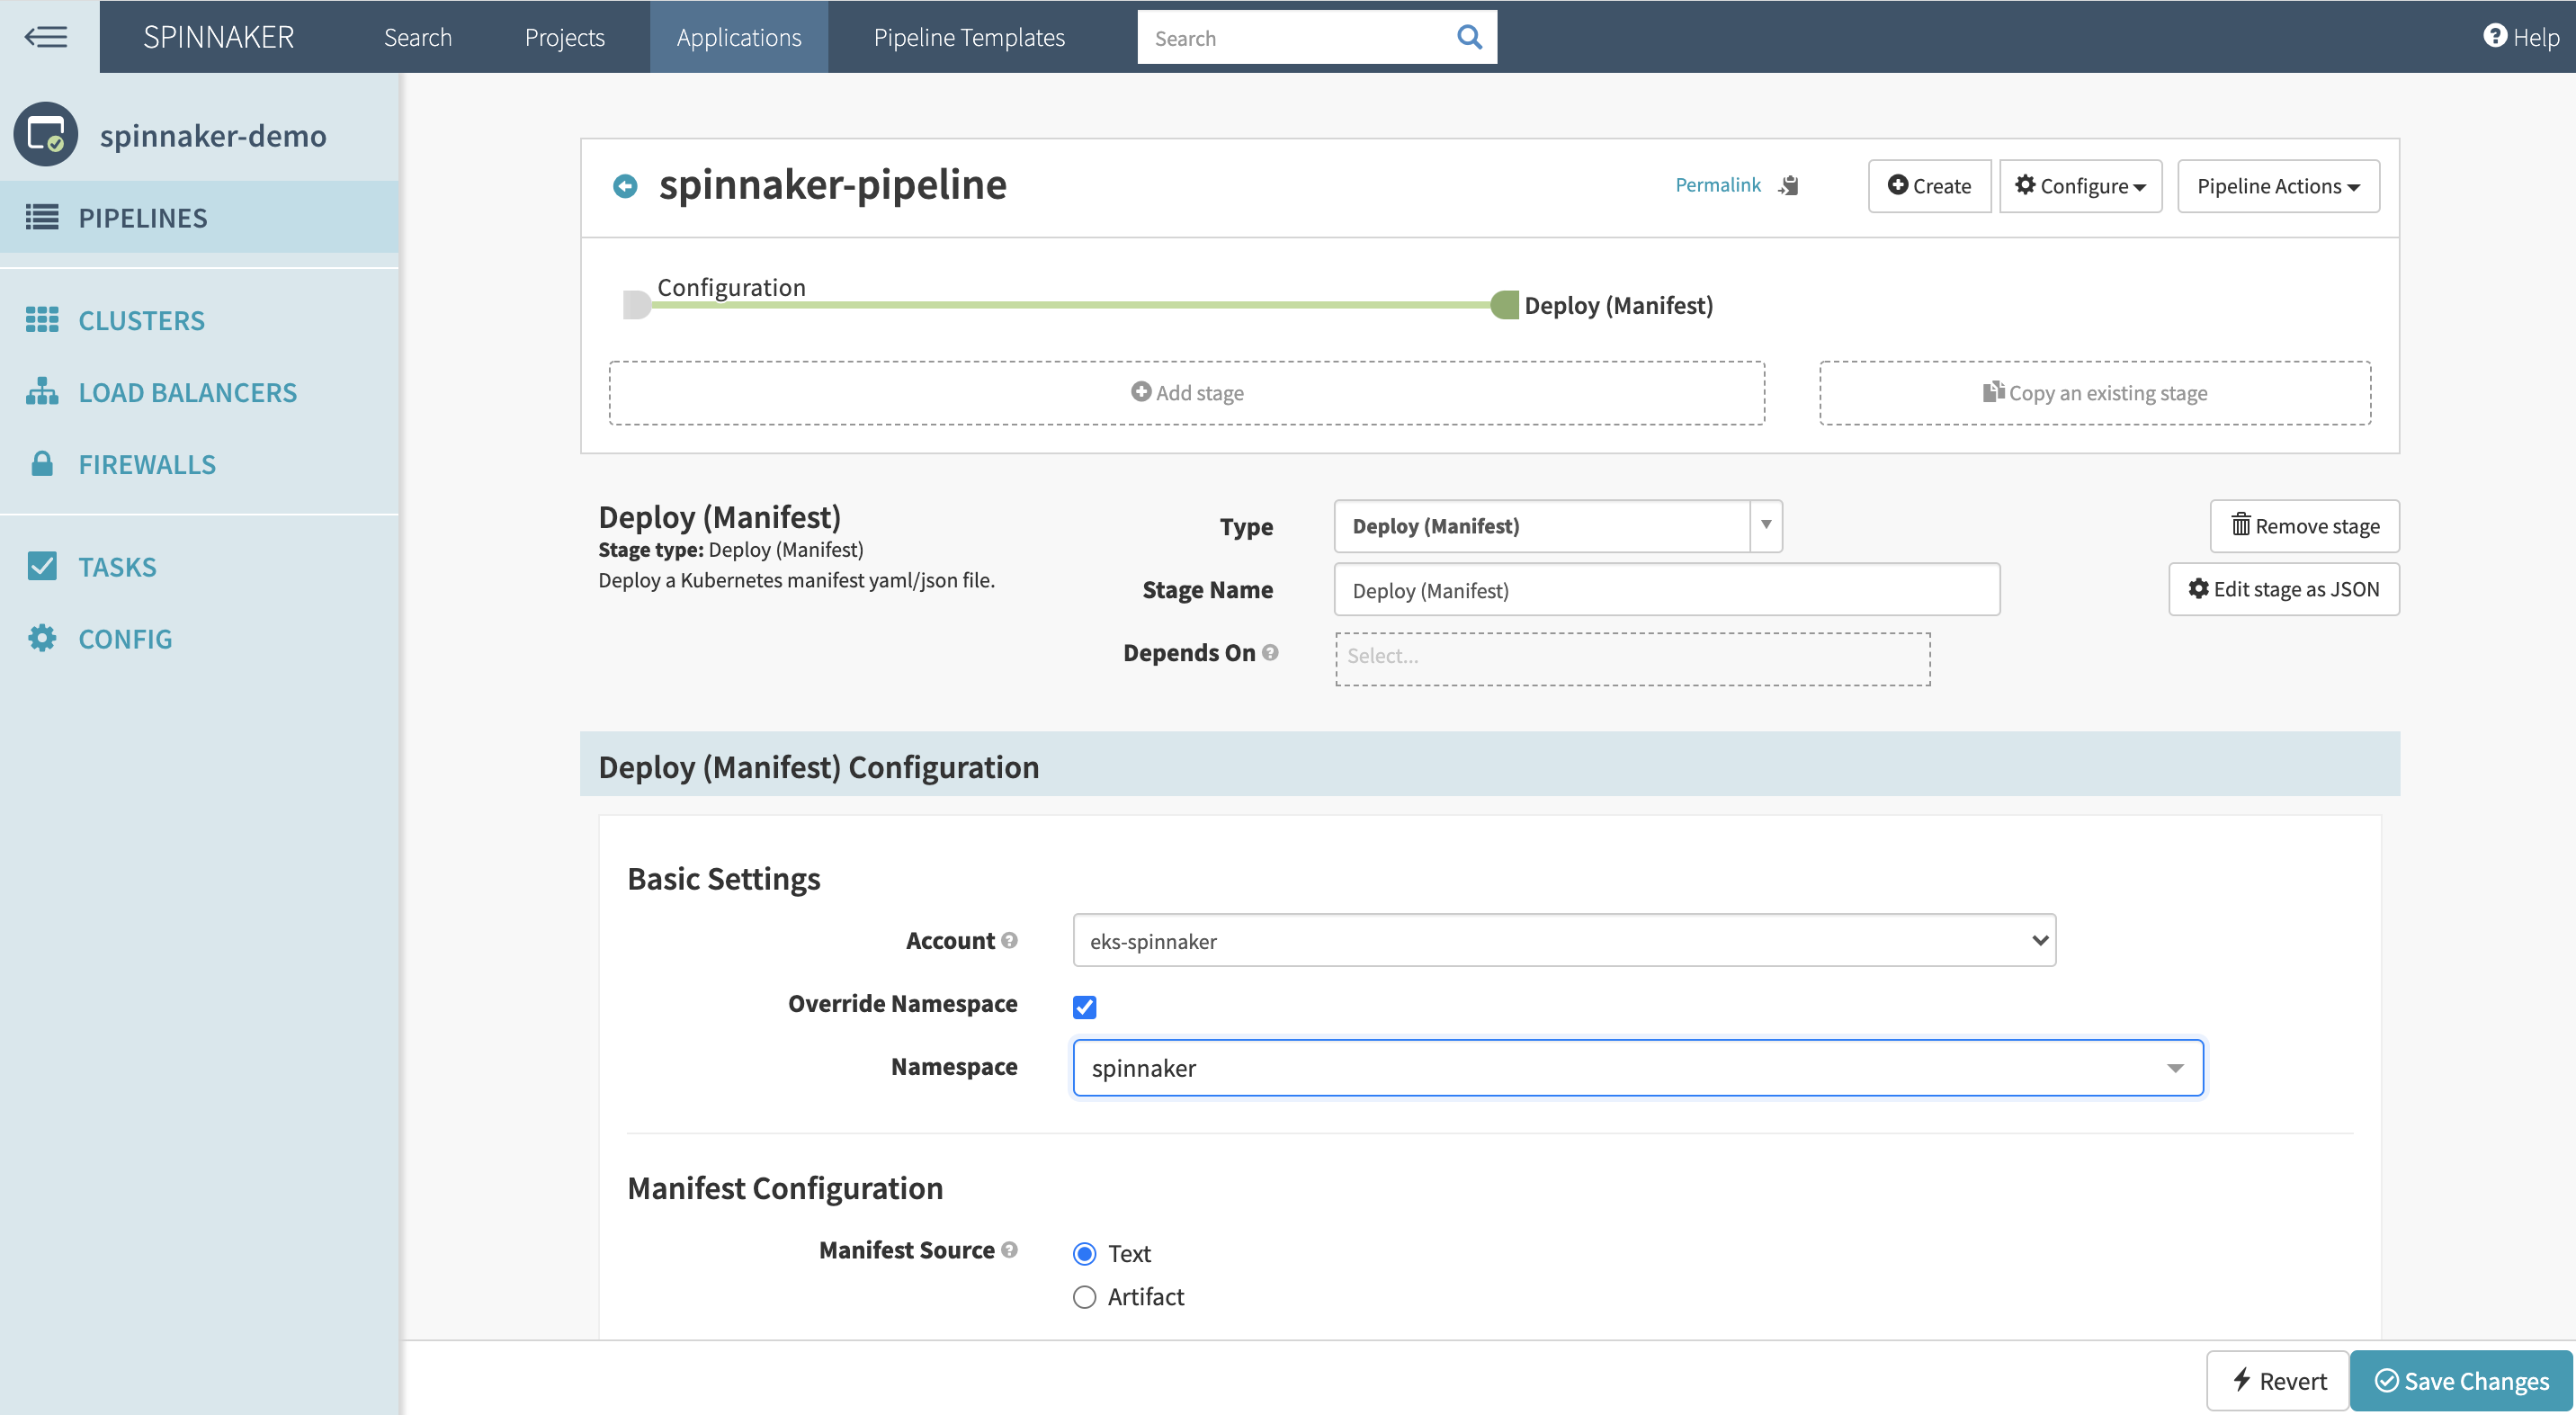 SPINNAKER Search Projects Applications Pipeline Templates Search Help
spinnaker-demo
PIPELINES
CLUSTERS
LOAD BALANCERS
FIREWALLS
TASKS
CONFIG
spinnaker-pipeline
Permalink Create Configure Pipeline Actions
Configuration
Deploy (Manifest)
Add stage Copy an existing stage
Deploy (Manifest)
Stage type: Deploy (Manifest)
Deploy a Kubernetes manifest yaml/json file.
Type Deploy (Manifest)
Stage Name Deploy (Manifest)
Depends On Select...
Remove stage
Edit stage as JSON
Deploy (Manifest) Configuration
Basic Settings
Account eks-spinnaker
Override Namespace
Namespace spinnaker
Manifest Configuration
Manifest Source Text
Artifact
Revert Save Changes